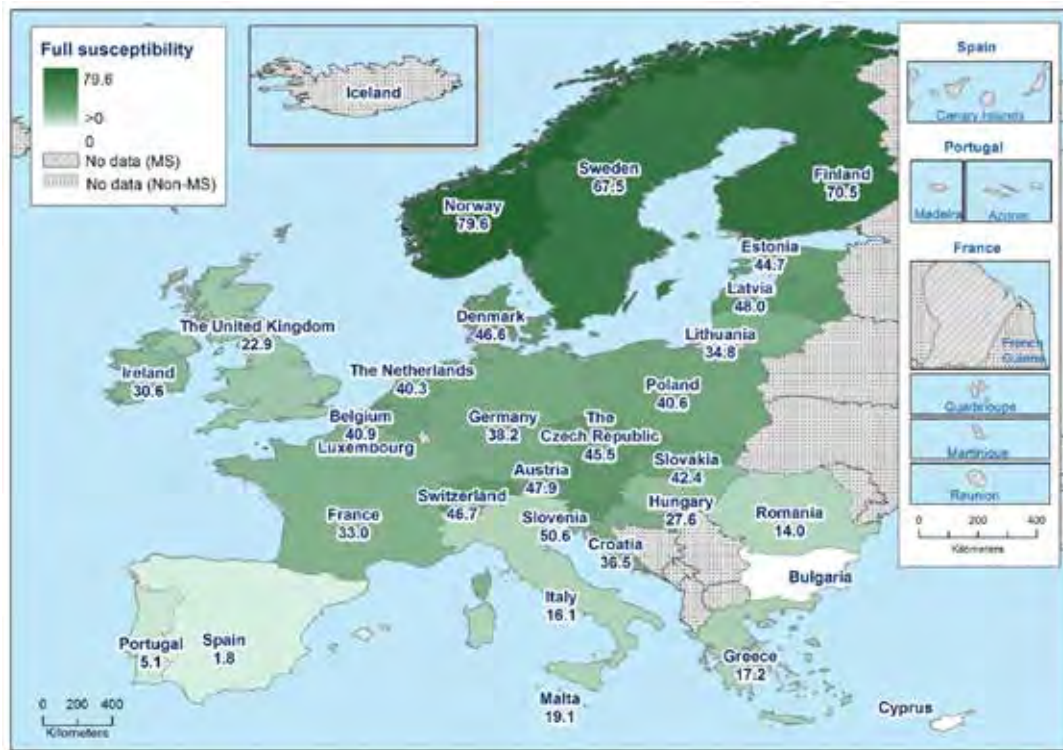 Full susceptibility
79.6
>0
0
No data (MS)
No data (Non-MS)
Iceland
Spain
Canary Islands
Portugal
Madeira
Azores
France
French
Guiana
Guadeloupe
Martinique
Reunion
0 200 400
Kilometers
Norway
79.6
Sweden
67.5
Finland
70.5
Estonia
44.7
Latvia
48.0
Lithuania
34.8
Denmark
46.6
The United Kingdom
22.9
Ireland
30.6
The Netherlands
40.3
Belgium
40.9
Luxembourg
Germany
38.2
Poland
40.6
The
Czech Republic
45.5
Slovakia
42.4
Austria
47.9
Switzerland
46.7
France
33.0
Slovenia
50.6
Hungary
27.6
Romania
14.0
Croatia
36.5
Bulgaria
Italy
16.1
Portugal
5.1
Spain
1.8
Greece
17.2
Malta
19.1
Cyprus
0 200 400
Kilometers